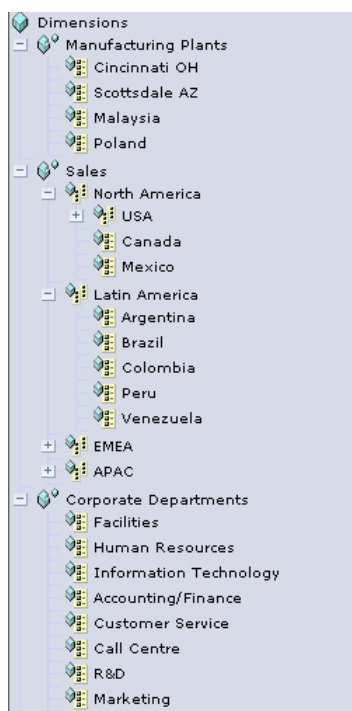 Dimensions
Manufacturing Plants
Cincinnati OH
Scottsdale AZ
Malaysia
Poland
Sales
North America
USA
Canada
Mexico
Latin America
Argentina
Brazil
Colombia
Peru
Venezuela
EMEA
APAC
Corporate Departments
Facilities
Human Resources
Information Technology
Accounting/Finance
Customer Service
Call Centre
R&D
Marketing